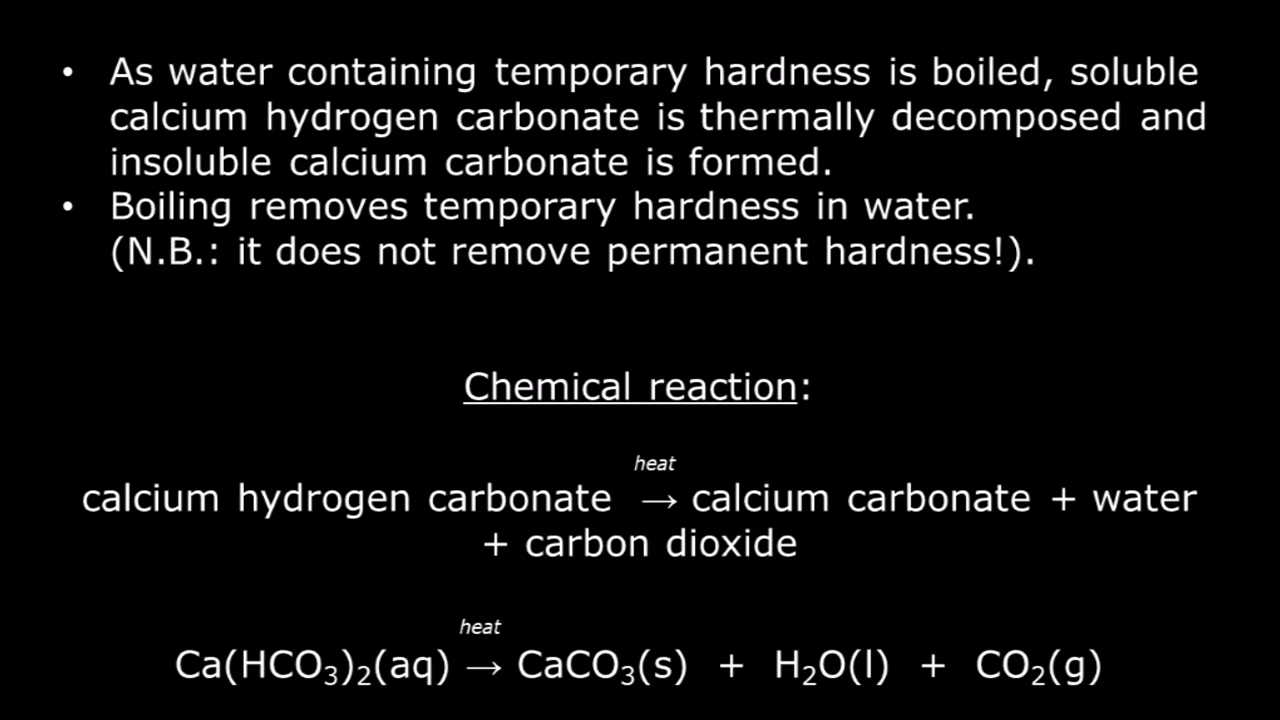 • As water containing temporary hardness is boiled, soluble
calcium hydrogen carbonate is thermally decomposed and
insoluble calcium carbonate is formed.
• Boiling removes temporary hardness in water.
(N.B.: it does not remove permanent hardness!).
Chemical reaction:
heat
calcium hydrogen carbonate → calcium carbonate + water
+ carbon dioxide
heat
Ca(HCO₃)₂(aq) → CaCO₃(s) + H₂O(l) + CO₂(g)